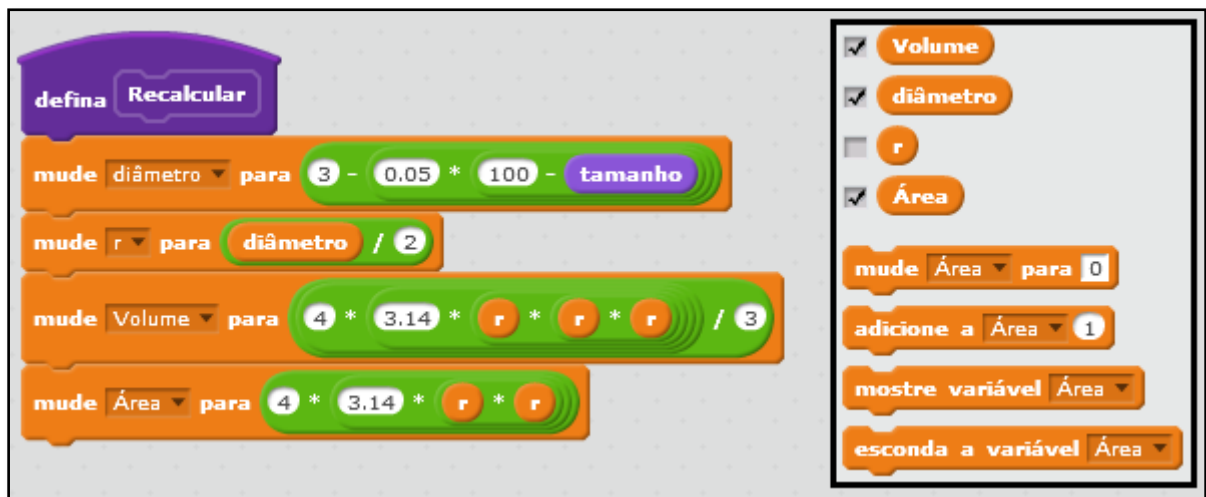 defina Recalcular
mude diâmetro para 3 - 0.05 * 100 - tamanho
mude r para diâmetro / 2
mude Volume para 4 * 3.14 * r * r * r / 3
mude Área para 4 * 3.14 * r * r
Volume
diâmetro
r
Área
mude Área para 0
adicione a Área 1
mostre variável Área
esconda a variável Área